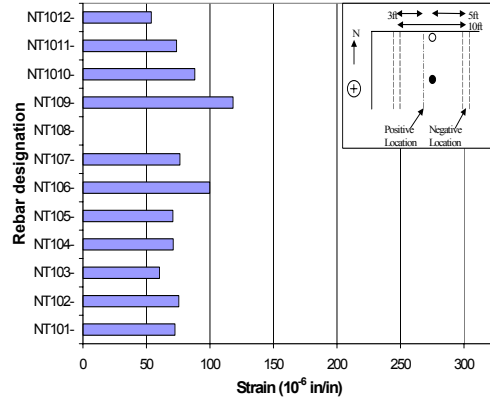 Rebar designation
NT1012-
NT1011-
NT1010-
NT109-
NT108-
NT107-
NT106-
NT105-
NT104-
NT103-
NT102-
NT101-
0 50 100 150 200 250 300
Strain (10⁻⁶ in/in)
3ft 5ft
10ft
N
+
Positive Location
Negative Location